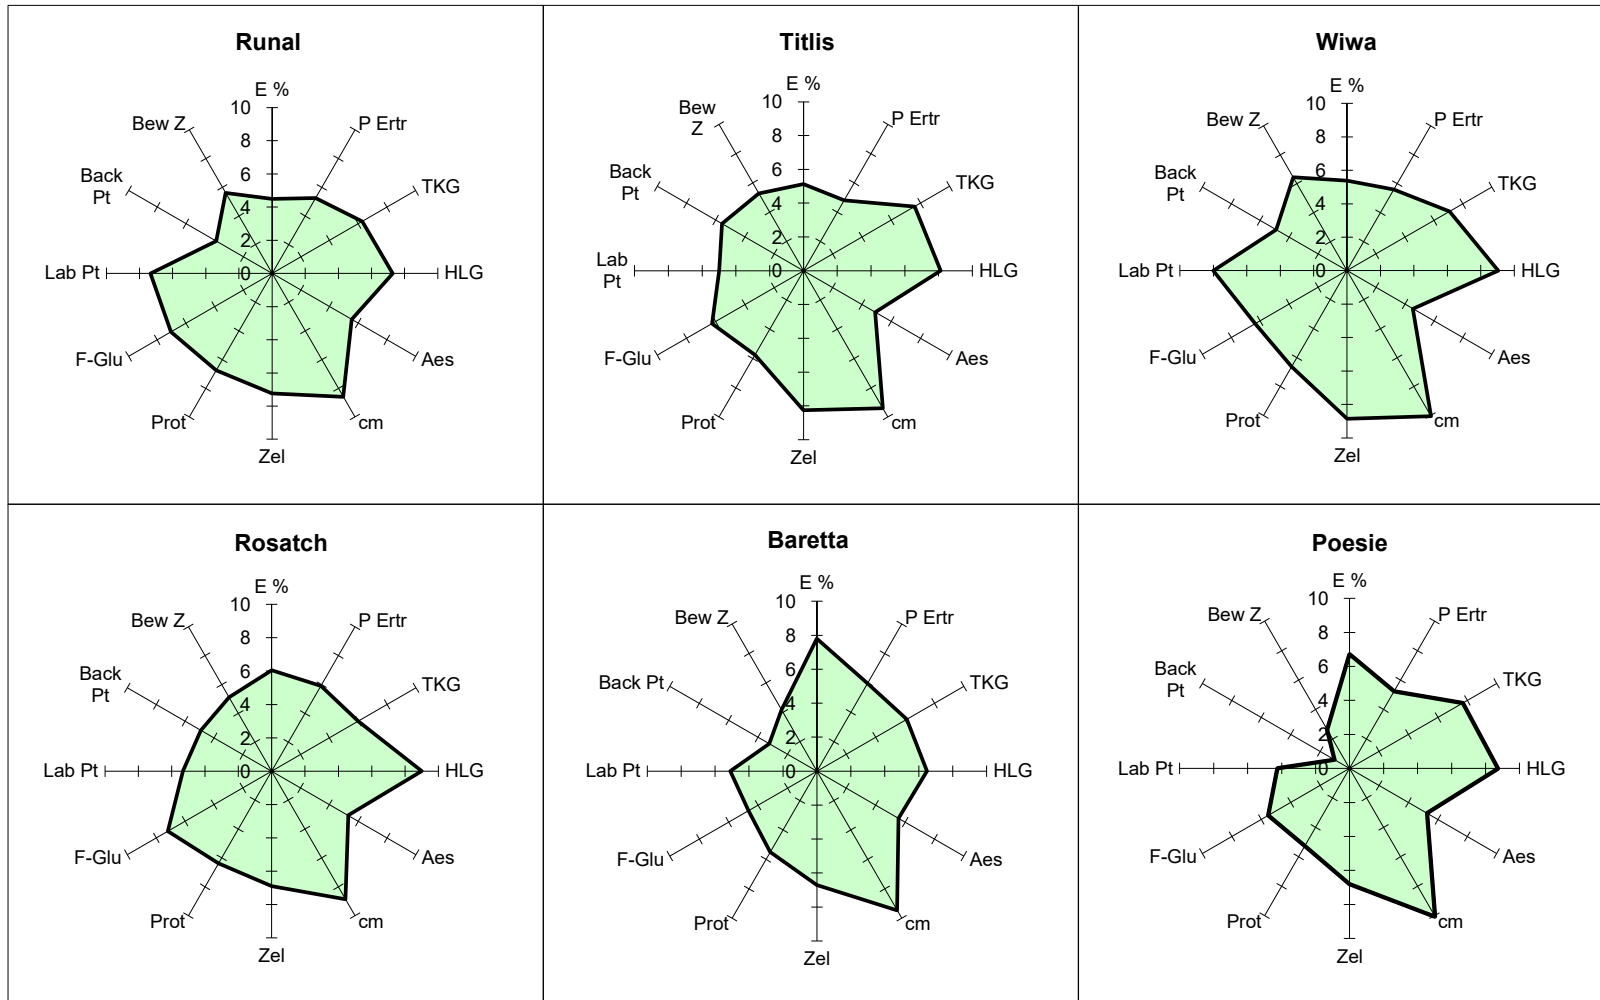 Runal
E %
10
8
6
4
2
0
P Ertr
TKG
HLG
Aes
cm
Zel
Prot
F-Glu
Lab Pt
Back
Pt
Bew Z
Titlis
E %
10
8
6
4
2
0
P Ertr
TKG
HLG
Aes
cm
Zel
Prot
F-Glu
Lab
Pt
Back
Pt
Bew
Z
Wiwa
E %
10
8
6
4
2
0
P Ertr
TKG
HLG
Aes
cm
Zel
Prot
F-Glu
Lab Pt
Back
Pt
Bew Z
Rosatch
E %
10
8
6
4
2
0
P Ertr
TKG
HLG
Aes
cm
Zel
Prot
F-Glu
Lab Pt
Back
Pt
Bew Z
Baretta
E %
10
8
6
4
2
0
P Ertr
TKG
HLG
Aes
cm
Zel
Prot
F-Glu
Lab Pt
Back Pt
Bew Z
Poesie
E %
10
8
6
4
2
0
P Ertr
TKG
HLG
Aes
cm
Zel
Prot
F-Glu
Lab Pt
Back
Pt
Bew Z